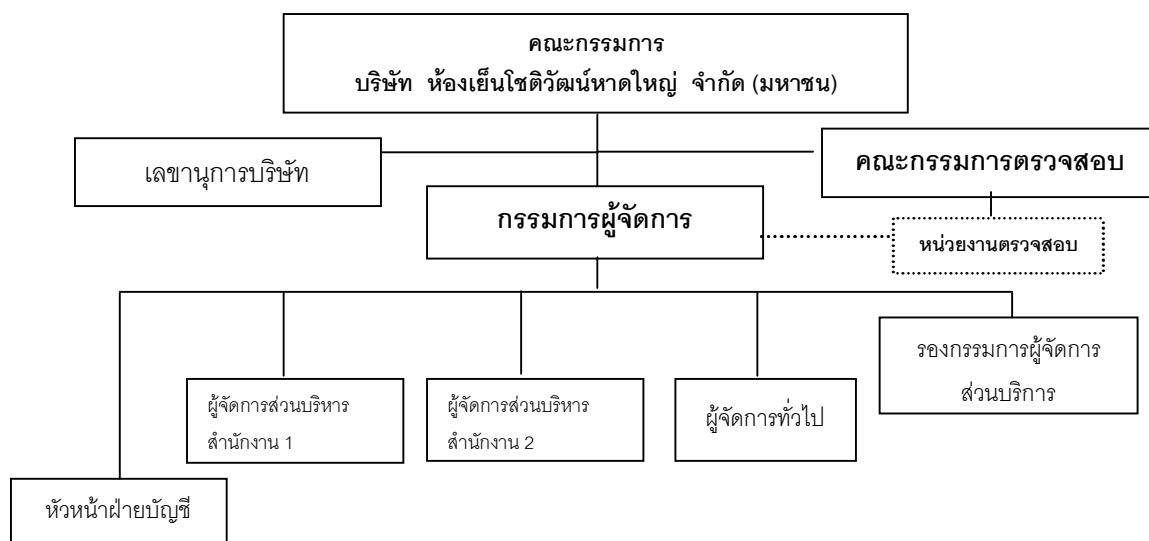 คณะกรรมการ
บริษัท ห้องเย็นโชติวัฒน์หาดใหญ่ จำกัด (มหาชน)
เลขานุการบริษัท
คณะกรรมการตรวจสอบ
กรรมการผู้จัดการ
หน่วยงานตรวจสอบ
รองกรรมการผู้จัดการ
ส่วนบริการ
ผู้จัดการส่วนบริหาร
สำนักงาน 1
ผู้จัดการส่วนบริหาร
สำนักงาน 2
ผู้จัดการทั่วไป
หัวหน้าฝ่ายบัญชี